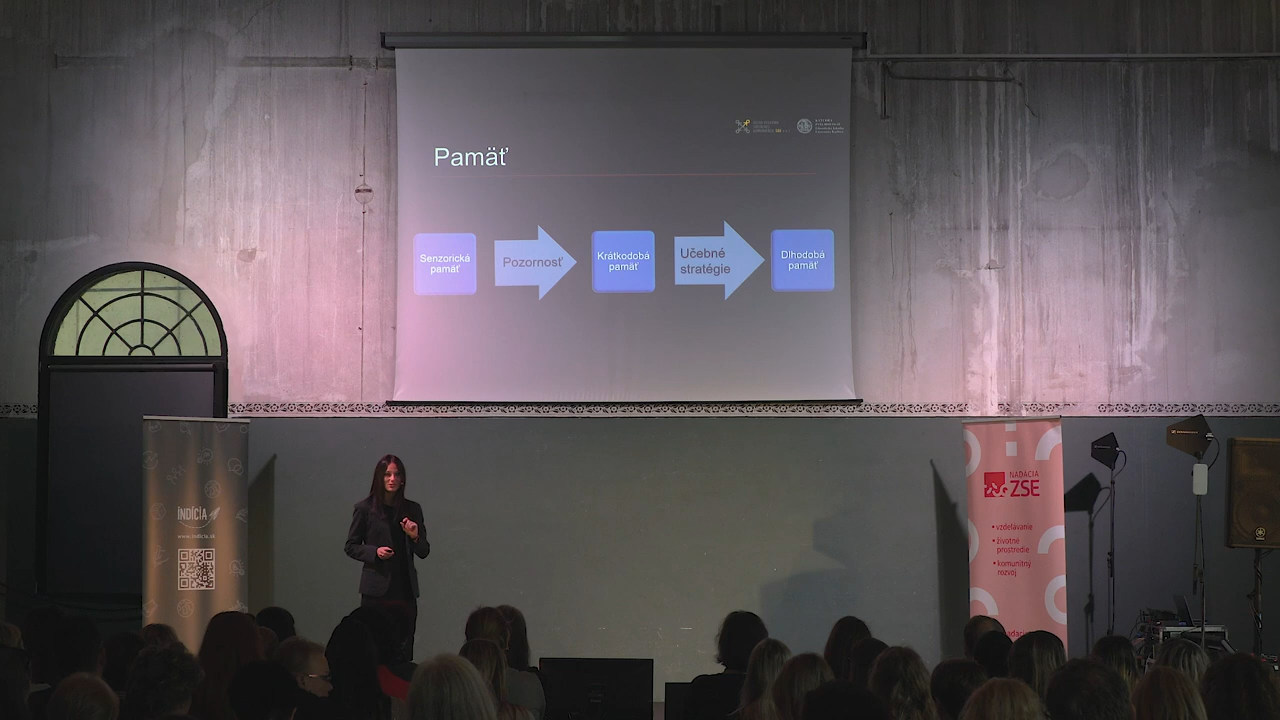 Pamäť
Senzorická
pamäť
Pozornosť
Krátkodobá
pamäť
Učebné
stratégie
Dlhodobá
pamäť
INDÍCIA
www.indicia.sk
NADÁCIA
ZSE
• vzdelávanie
• životné
prostredie
• komunitný
rozvoj